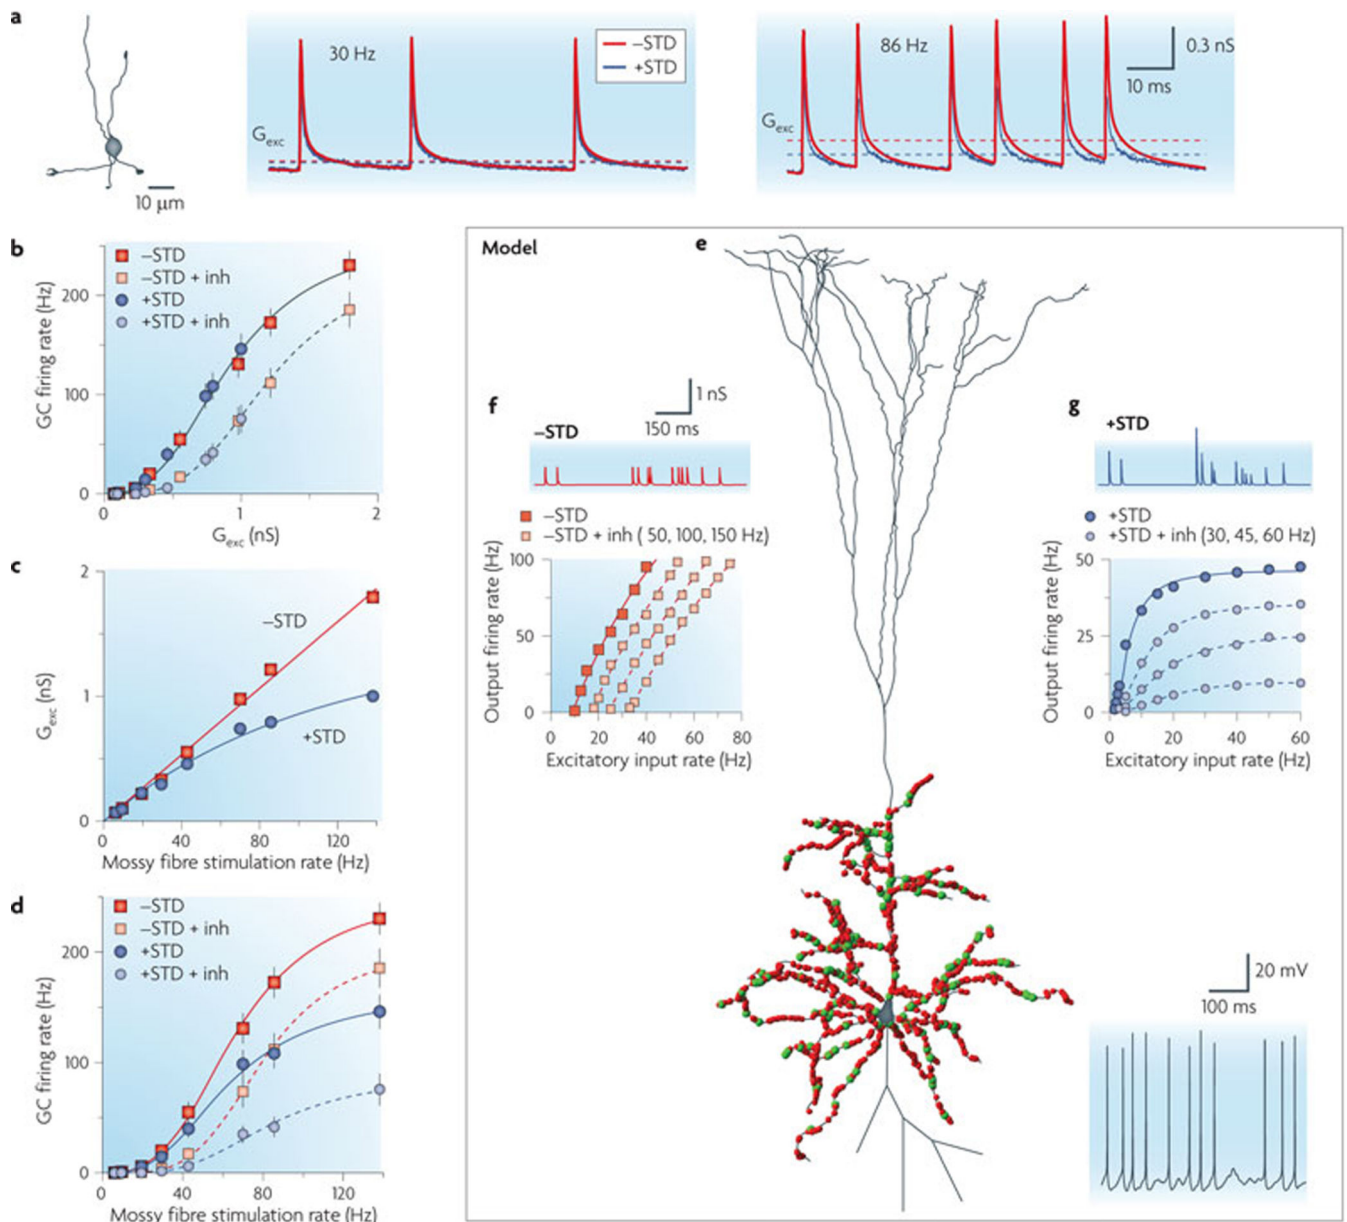 a
10 μm
30 Hz
–STD
+STD
Gexc
86 Hz
0.3 nS
10 ms
Gexc
b
–STD
–STD + inh
+STD
+STD + inh
GC firing rate (Hz)
200
100
0
0
1
2
Gexc (nS)
c
2
1
0
Gexc (nS)
–STD
+STD
0
40
80
120
Mossy fibre stimulation rate (Hz)
d
–STD
–STD + inh
+STD
+STD + inh
GC firing rate (Hz)
200
100
0
0
40
80
120
Mossy fibre stimulation rate (Hz)
Model
e
f
1 nS
150 ms
–STD
–STD
–STD + inh ( 50, 100, 150 Hz)
Output firing rate (Hz)
100
50
0
0
20
40
60
80
Excitatory input rate (Hz)
g
+STD
+STD
+STD + inh (30, 45, 60 Hz)
Output firing rate (Hz)
50
25
0
0
20
40
60
Excitatory input rate (Hz)
20 mV
100 ms